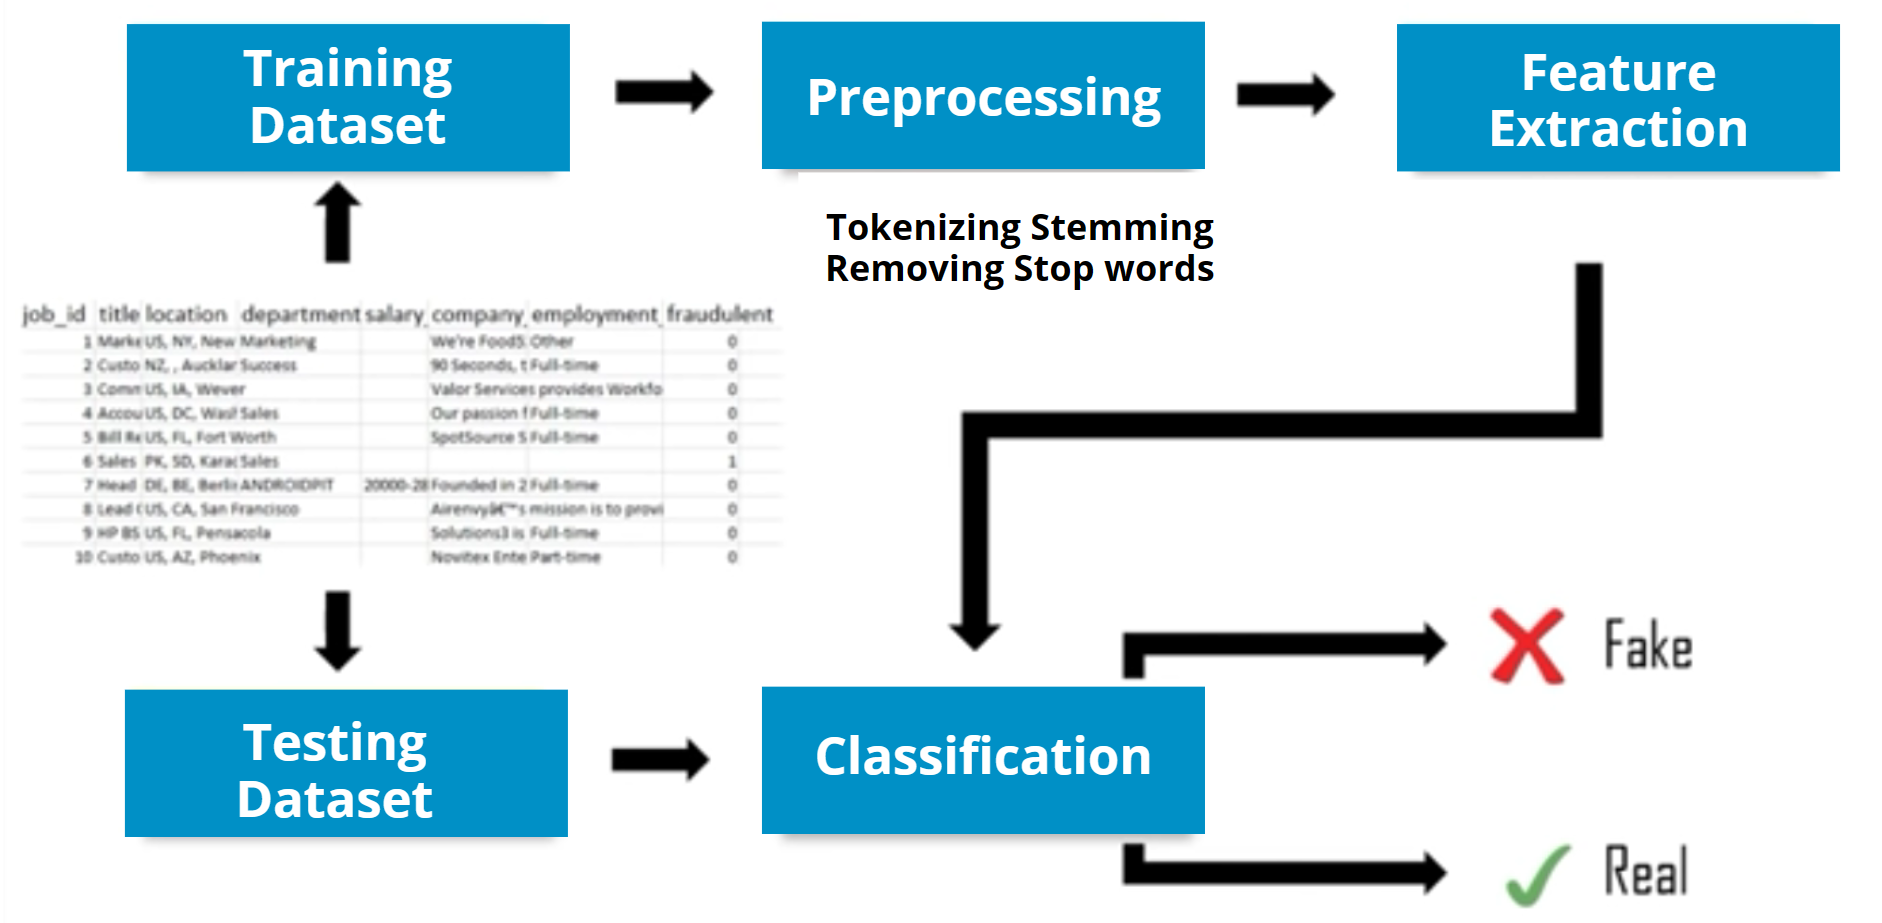 Training
Dataset
Preprocessing
Feature
Extraction
Tokenizing Stemming
Removing Stop words
job_id title location department salary_ company_ employment_ fraudulent
1 Marke US, NY, New Marketing We're Food5 Other 0
2 Custo NZ, , Aucklar Success 90 Seconds, t Full-time 0
3 Comm US, IA, Wever Valor Services provides Workfo 0
4 Accou US, DC, Wasl Sales Our passion f Full-time 0
5 Bill Re US, FL, Fort Worth SpotSource S Full-time 0
6 Sales PK, SD, Karac Sales 1
7 Head DE, BE, Berli ANDROIDPIT 20000-28 Founded in 2 Full-time 0
8 Lead US, CA, San Francisco Airenvyâ€™s mission is to provi 0
9 HP BS US, FL, Pensacola Solutions3 is Full-time 0
10 Custo US, AZ, Phoenix Novitex Ente Part-time 0
Fake
Testing
Dataset
Classification
Real